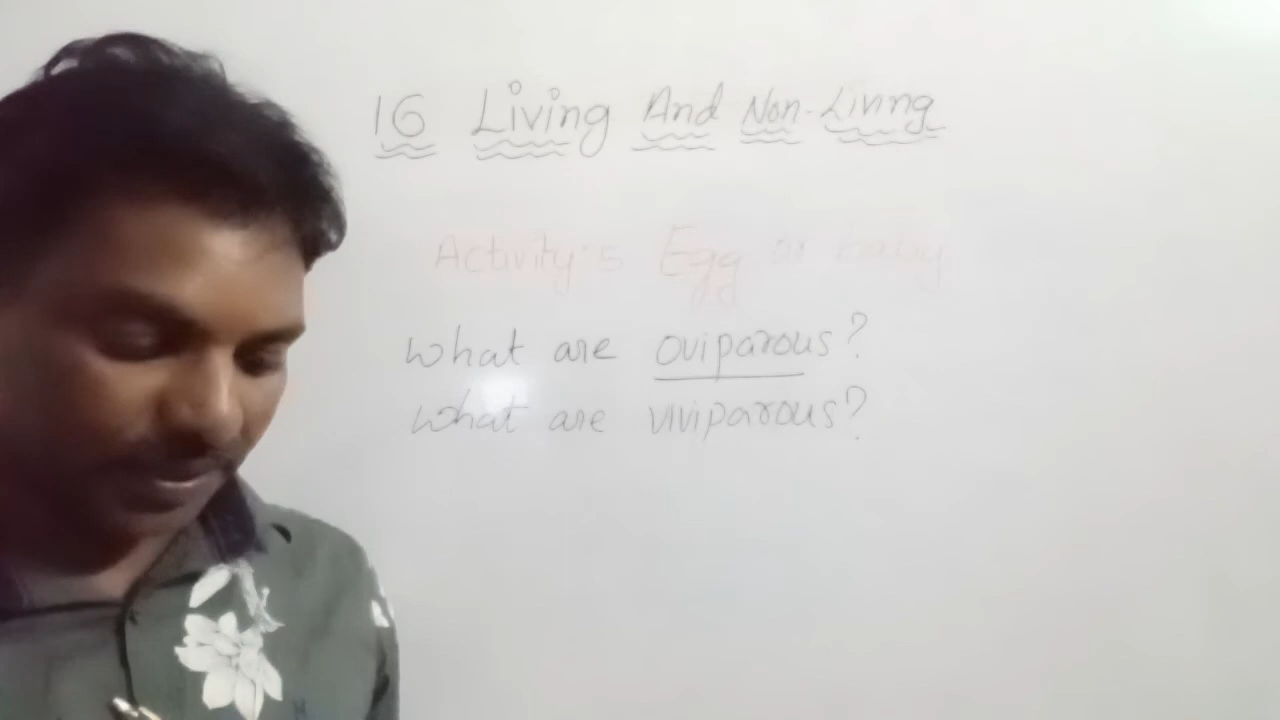 16 Living And Non-Living
Activity:5 Egg or baby
What are oviparous?
What are viviparous?